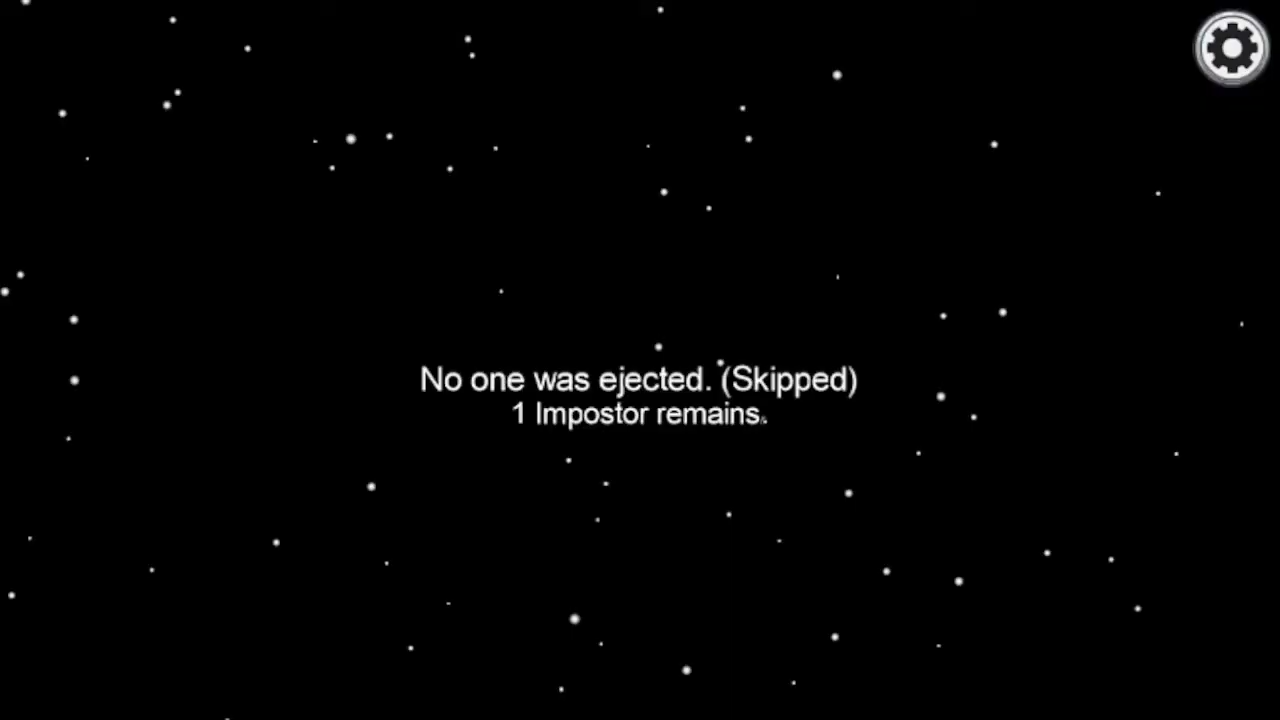 No one was ejected. (Skipped)
1 Impostor remains.